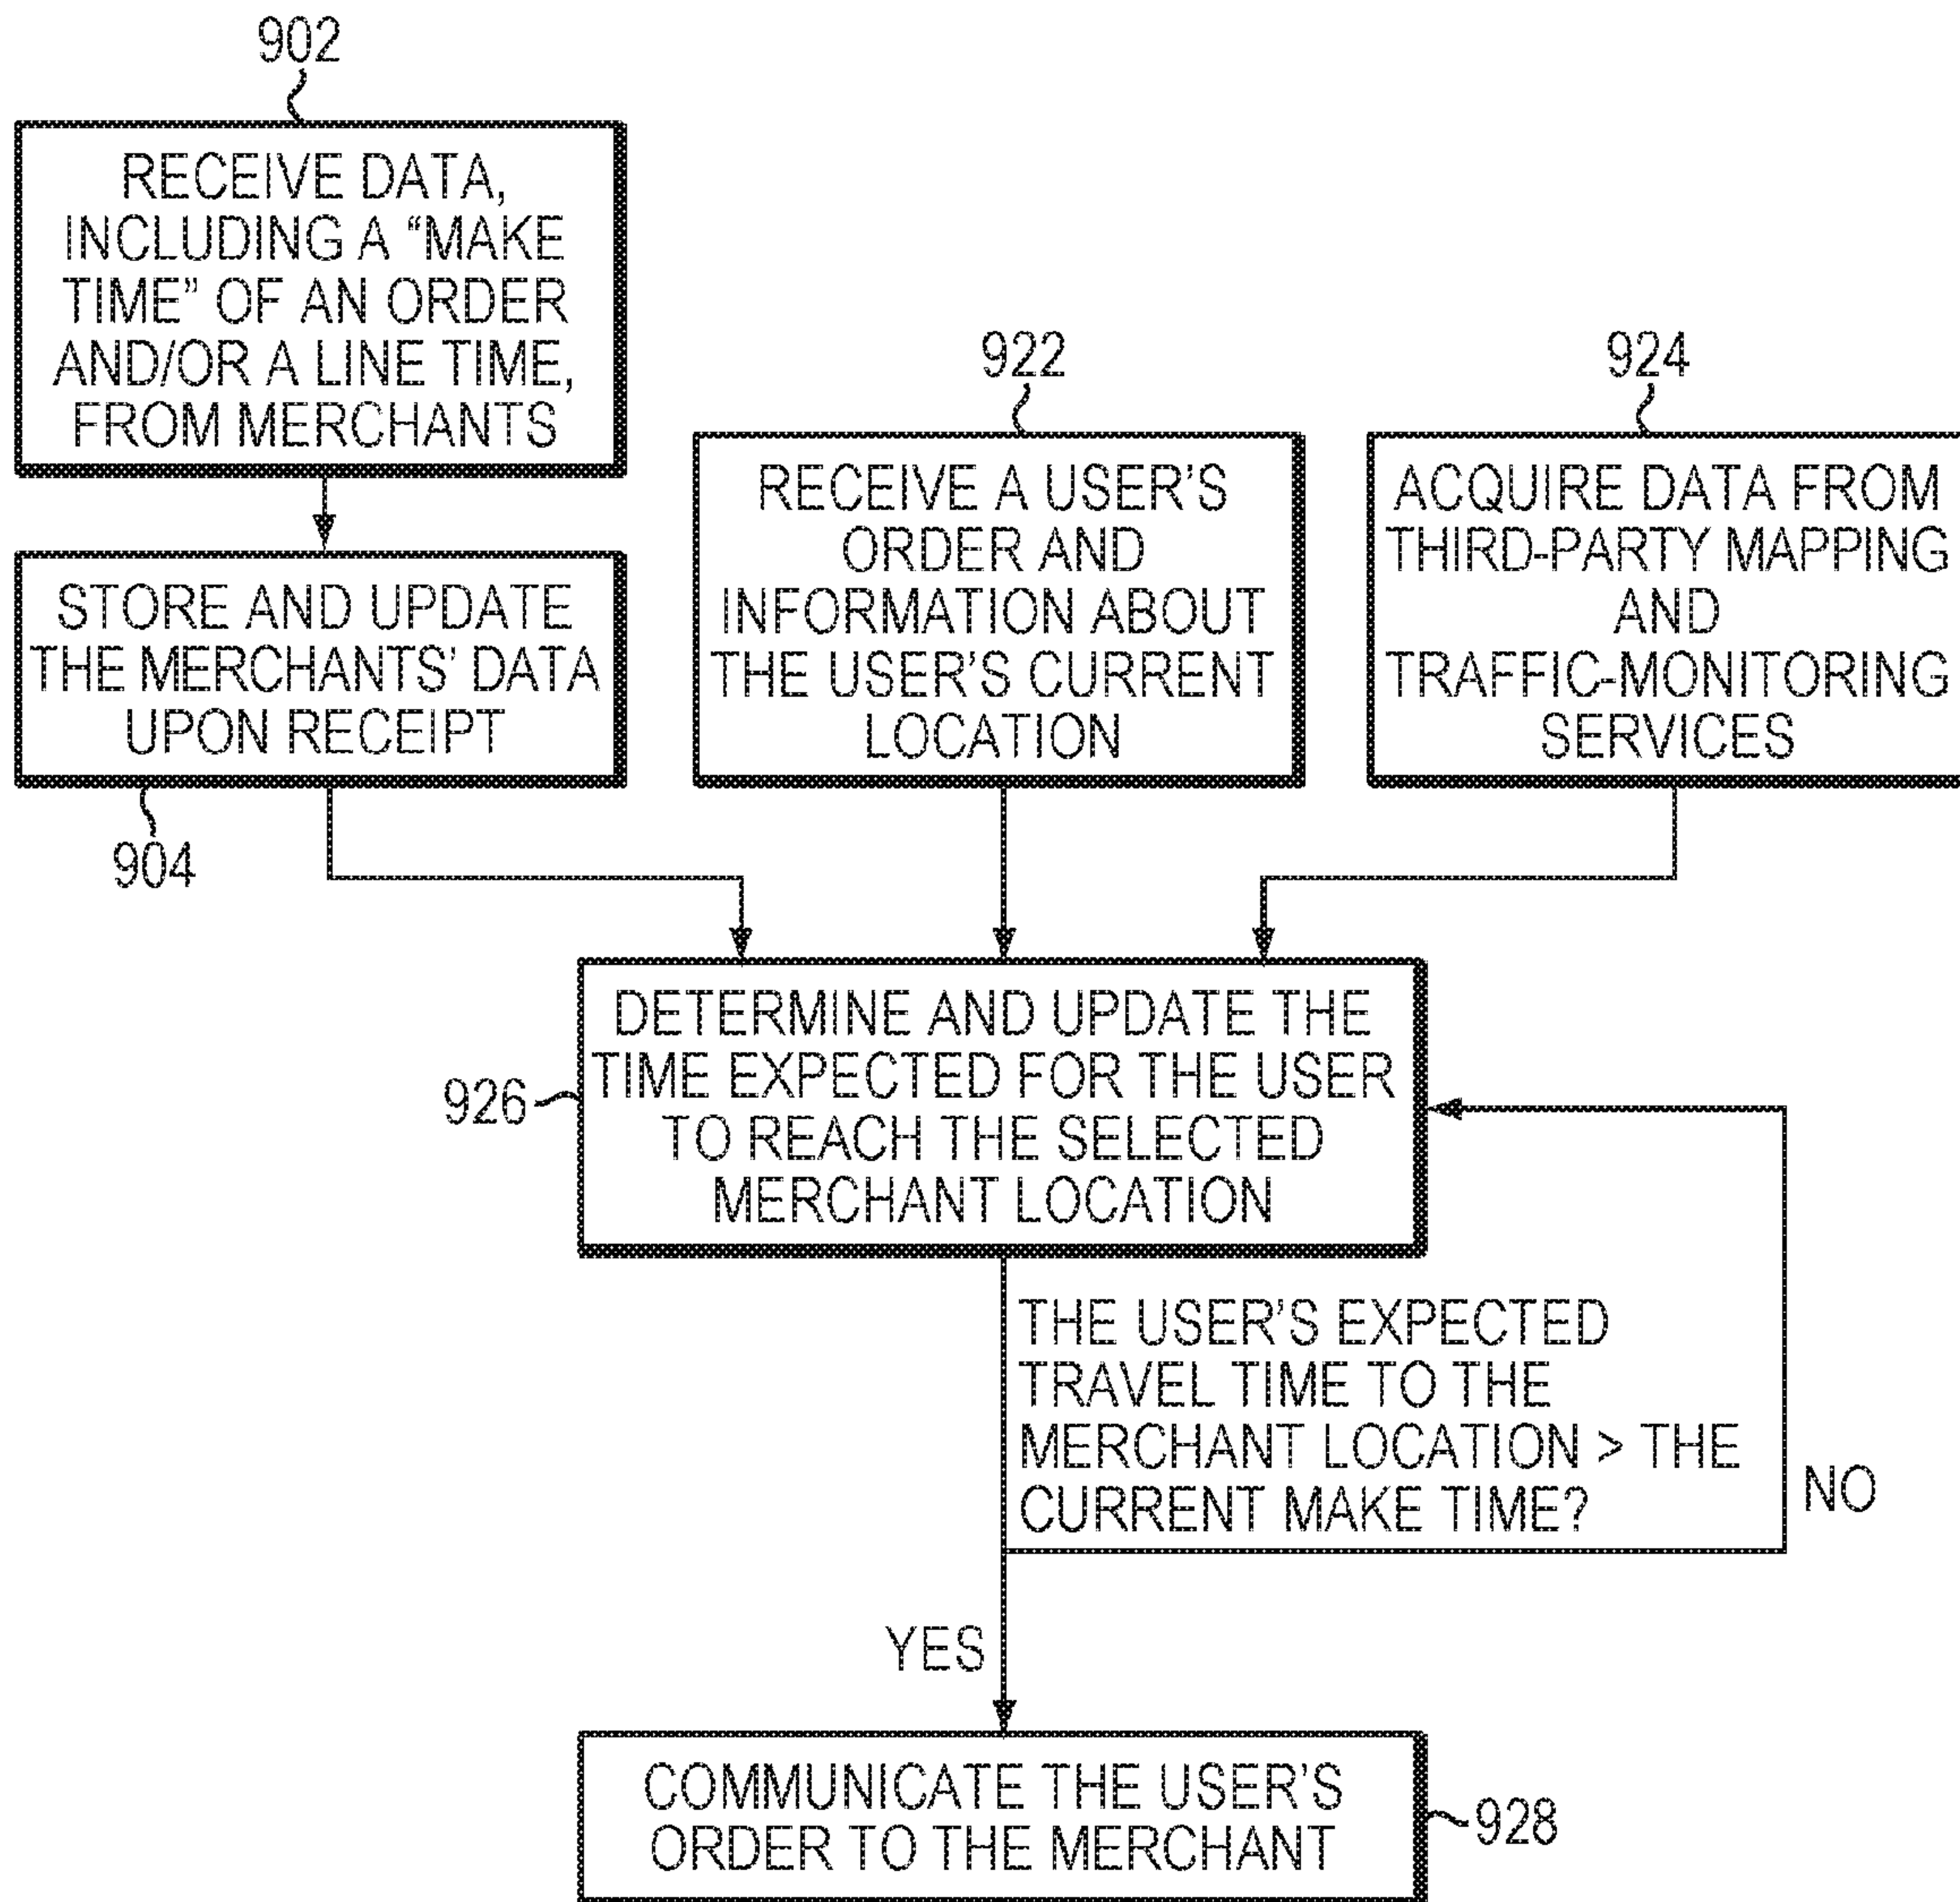 902
RECEIVE DATA,
INCLUDING A “MAKE
TIME” OF AN ORDER
AND/OR A LINE TIME,
FROM MERCHANTS
STORE AND UPDATE
THE MERCHANTS’ DATA
UPON RECEIPT
904
922
RECEIVE A USER’S
ORDER AND
INFORMATION ABOUT
THE USER’S CURRENT
LOCATION
924
ACQUIRE DATA FROM
THIRD-PARTY MAPPING
AND
TRAFFIC-MONITORING
SERVICES
926
DETERMINE AND UPDATE THE
TIME EXPECTED FOR THE USER
TO REACH THE SELECTED
MERCHANT LOCATION
THE USER’S EXPECTED
TRAVEL TIME TO THE
MERCHANT LOCATION > THE
CURRENT MAKE TIME?
NO
YES
COMMUNICATE THE USER’S
ORDER TO THE MERCHANT
928